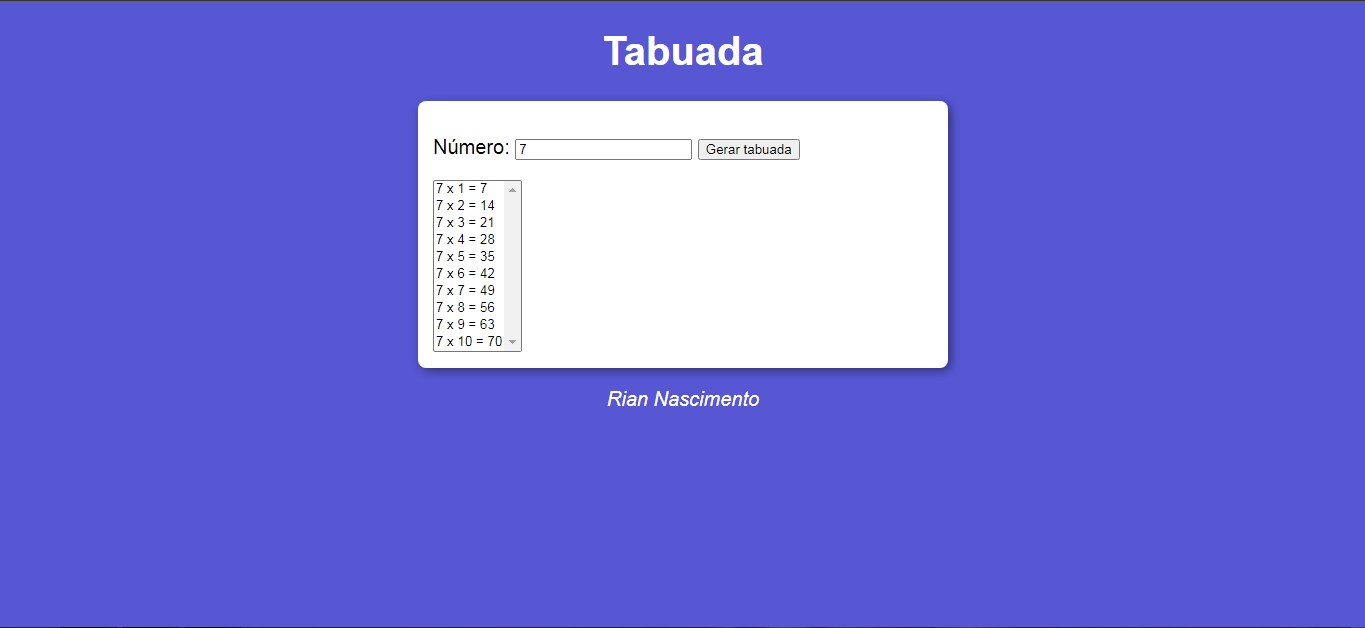 Tabuada
Número: 7 Gerar tabuada
7 x 1 = 7
7 x 2 = 14
7 x 3 = 21
7 x 4 = 28
7 x 5 = 35
7 x 6 = 42
7 x 7 = 49
7 x 8 = 56
7 x 9 = 63
7 x 10 = 70
Rian Nascimento